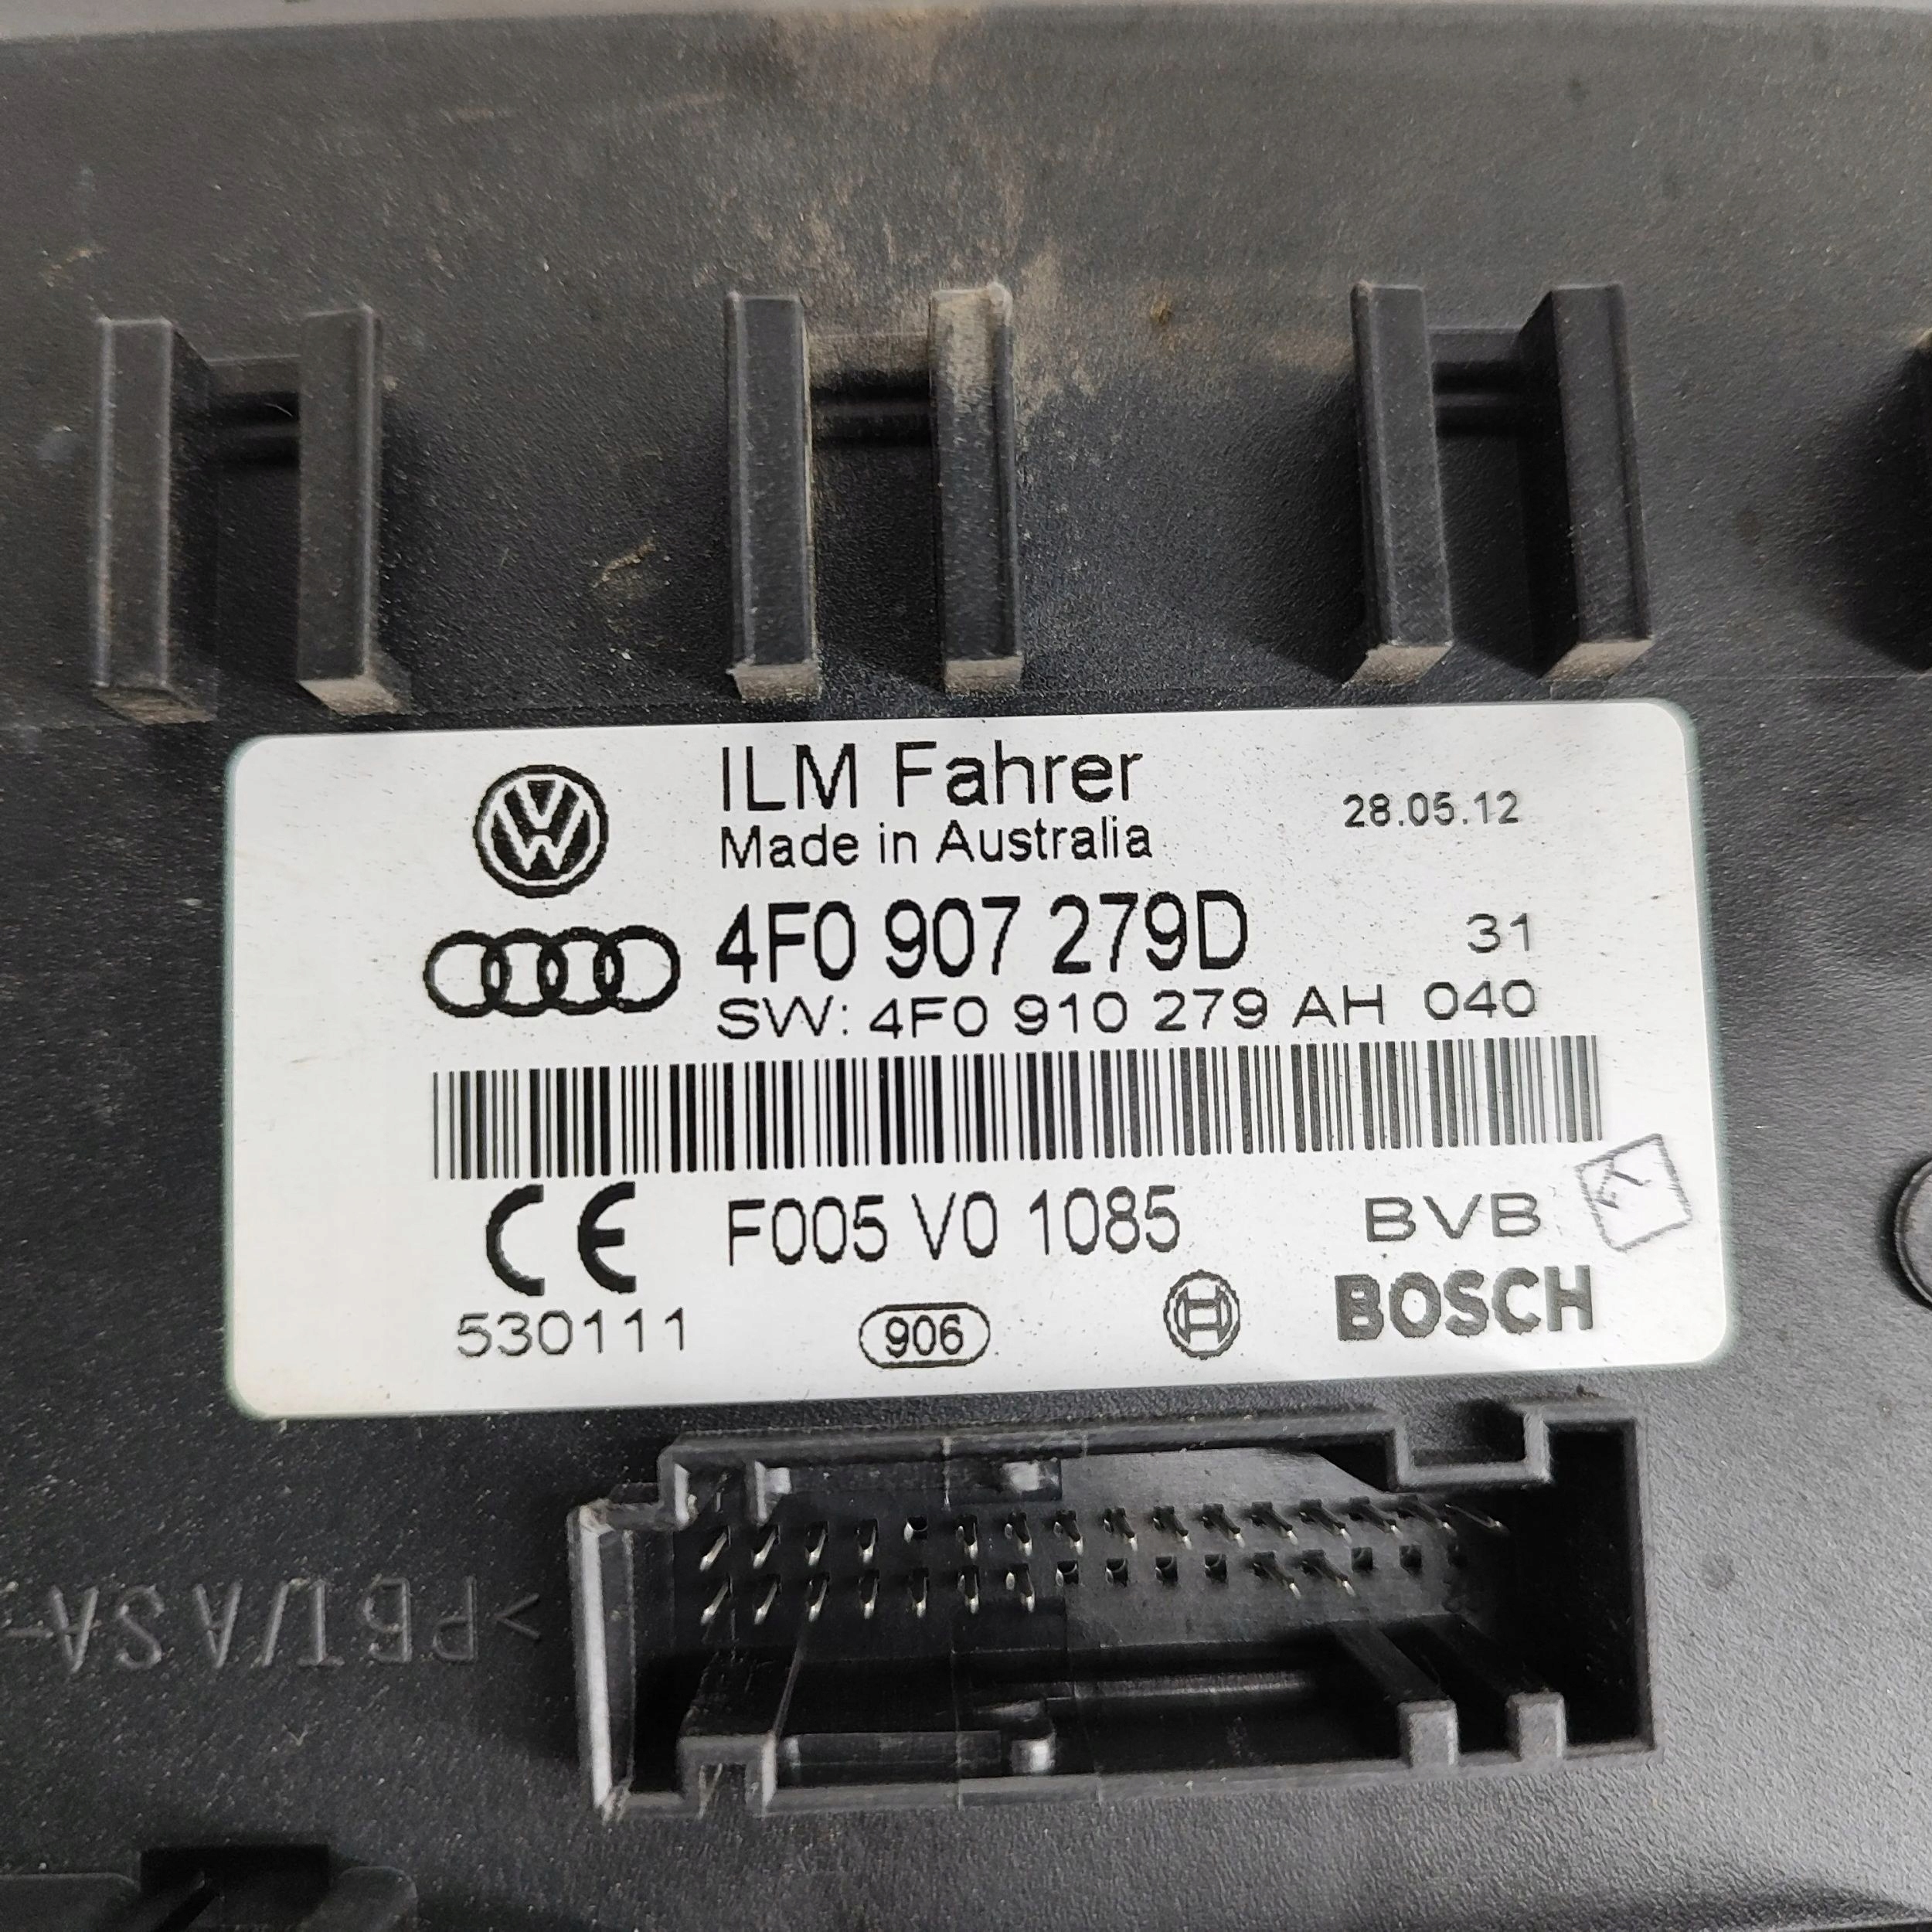 ILM Fahrer
Made in Australia
28.05.12
4F0 907 279D
31
SW: 4F0 910 279 AH 040
CE
F005 V0 1085
BVB
530111
906
BOSCH